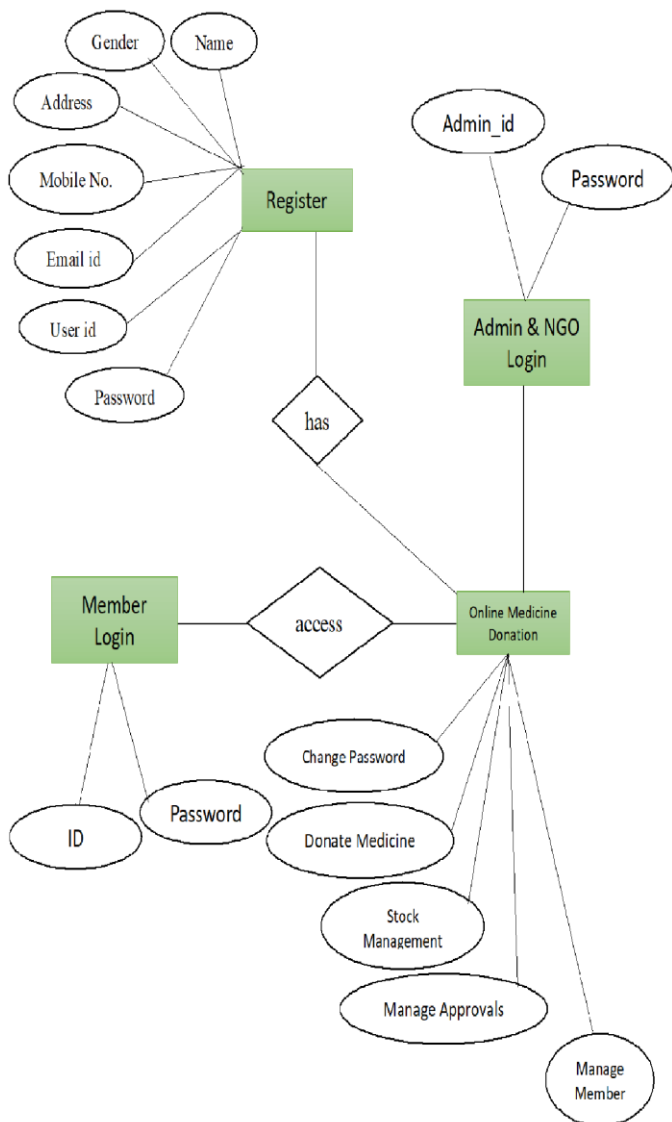 Gender
Name
Address
Mobile No.
Email id
User id
Password
Register
Admin_id
Password
Admin & NGO
Login
has
Member
Login
access
Online Medicine
Donation
ID
Password
Change Password
Donate Medicine
Stock
Management
Manage Approvals
Manage
Member